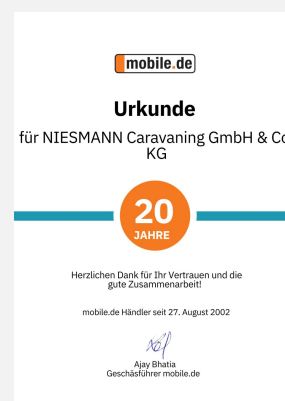 mobile.de
Urkunde
für NIESMANN Caravaning GmbH & Co
KG
20
JAHRE
Herzlichen Dank für Ihr Vertrauen und die
gute Zusammenarbeit!
mobile.de Händler seit 27. August 2002
Ajay Bhatia
Geschäsführer mobile.de